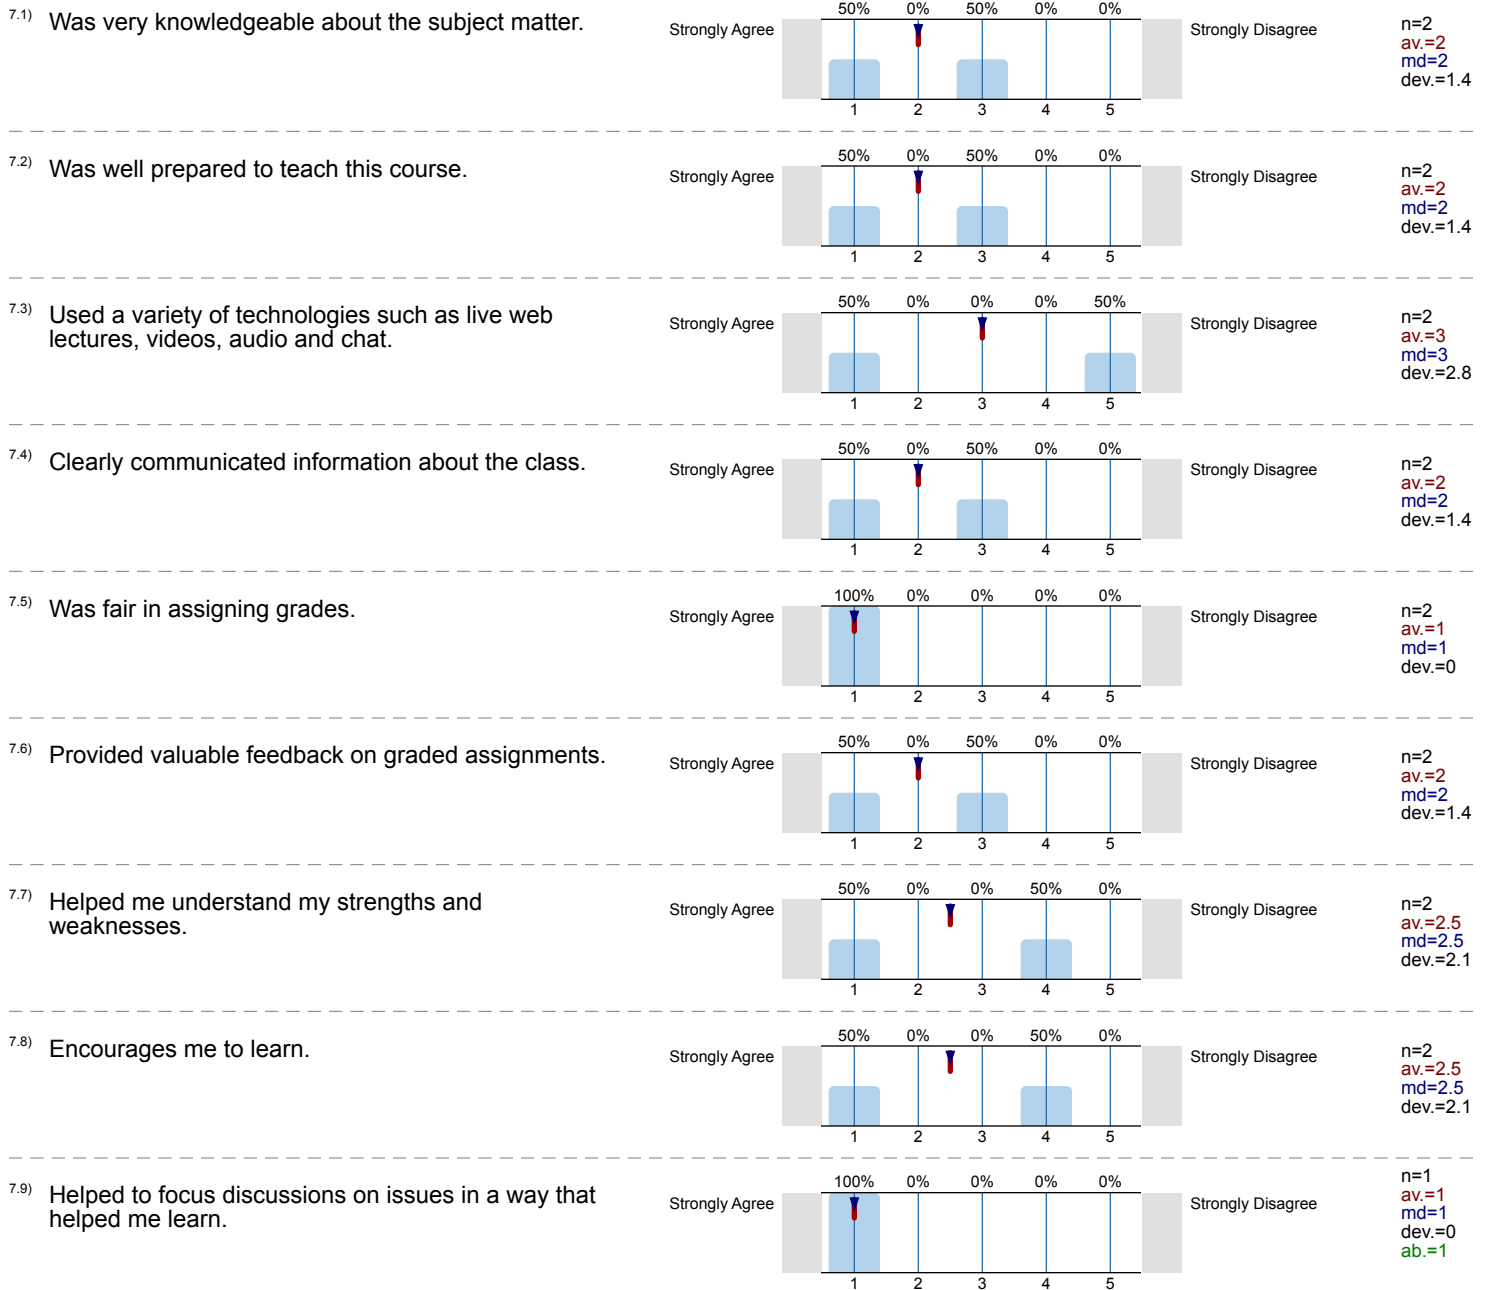 50% 0% 50% 0% 0%
7.1) Was very knowledgeable about the subject matter.
Strongly Agree
Strongly Disagree
n=2
av.=2
md=2
dev.=1.4
1 2 3 4 5
50% 0% 50% 0% 0%
7.2) Was well prepared to teach this course.
Strongly Agree
Strongly Disagree
n=2
av.=2
md=2
dev.=1.4
1 2 3 4 5
50% 0% 0% 0% 50%
7.3) Used a variety of technologies such as live web
lectures, videos, audio and chat.
Strongly Agree
Strongly Disagree
n=2
av.=3
md=3
dev.=2.8
1 2 3 4 5
50% 0% 50% 0% 0%
7.4) Clearly communicated information about the class.
Strongly Agree
Strongly Disagree
n=2
av.=2
md=2
dev.=1.4
1 2 3 4 5
100% 0% 0% 0% 0%
7.5) Was fair in assigning grades.
Strongly Agree
Strongly Disagree
n=2
av.=1
md=1
dev.=0
1 2 3 4 5
50% 0% 50% 0% 0%
7.6) Provided valuable feedback on graded assignments.
Strongly Agree
Strongly Disagree
n=2
av.=2
md=2
dev.=1.4
1 2 3 4 5
50% 0% 0% 50% 0%
7.7) Helped me understand my strengths and
weaknesses.
Strongly Agree
Strongly Disagree
n=2
av.=2.5
md=2.5
dev.=2.1
1 2 3 4 5
50% 0% 0% 50% 0%
7.8) Encourages me to learn.
Strongly Agree
Strongly Disagree
n=2
av.=2.5
md=2.5
dev.=2.1
1 2 3 4 5
100% 0% 0% 0% 0%
7.9) Helped to focus discussions on issues in a way that
helped me learn.
Strongly Agree
Strongly Disagree
n=1
av.=1
md=1
dev.=0
ab.=1
1 2 3 4 5